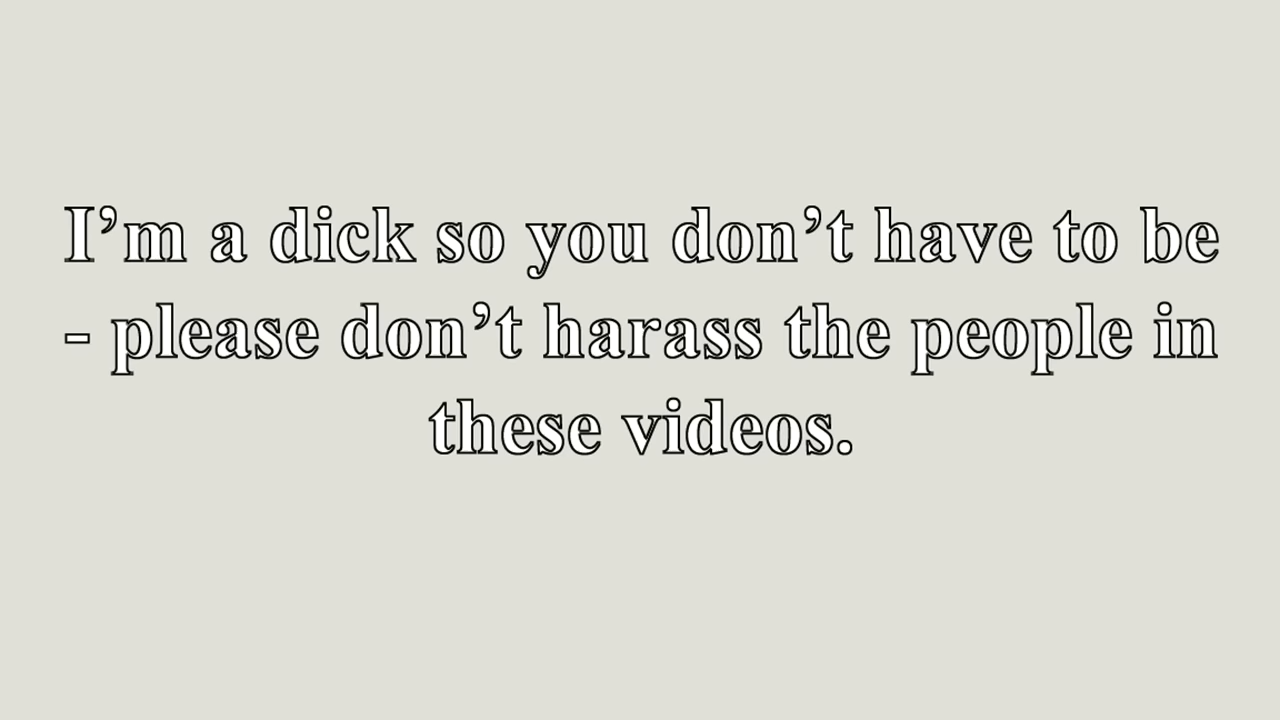 I’m a dick so you don’t have to be
- please don’t harass the people in
these videos.